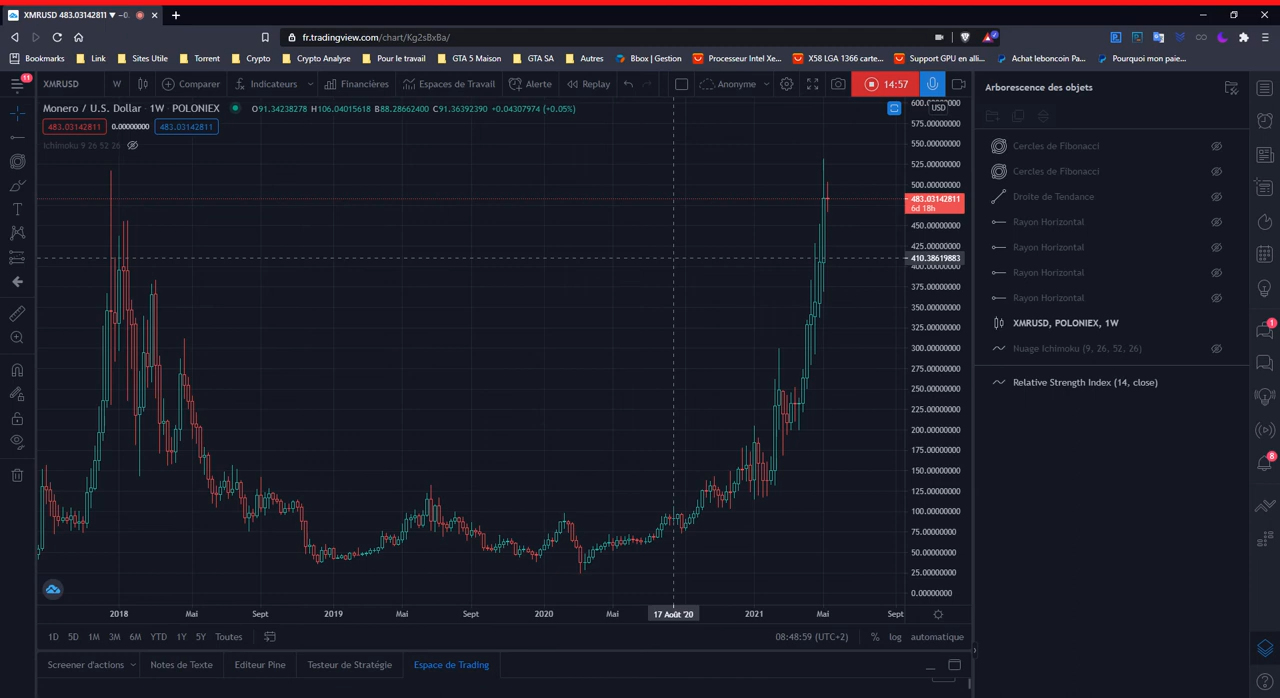 XMRUSD 483.03142811 ▼ −0.
fr.tradingview.com/chart/Kg2sBxBa/
Bookmarks Link Sites Utile Torrent Crypto Crypto Analyse Pour le travail GTA 5 Maison GTA SA Autres Bbox | Gestion Processeur Intel Xe... X58 LGA 1366 carte... Support GPU en alli... Achat leboncoin Pa... Pourquoi mon paie...
11 XMRUSD W Comparer Indicateurs Financières Espaces de Travail Alerte Replay Anonyme 14:57
Arborescence des objets
Monero / U.S. Dollar · 1W · POLONIEX O91.34238278 H106.04015618 B88.28662400 C91.36392390 +0.04307974 (+0.05%)
483.03142811 0.00000000 483.03142811
Ichimoku 9 26 52 26
USD
600.00000000
575.00000000
550.00000000
525.00000000
500.00000000
483.03142811
6d 18h
450.00000000
425.00000000
410.38619883
400.00000000
375.00000000
350.00000000
325.00000000
300.00000000
275.00000000
250.00000000
225.00000000
200.00000000
175.00000000
150.00000000
125.00000000
100.00000000
75.00000000
50.00000000
25.00000000
0.00000000
Cercles de Fibonacci
Cercles de Fibonacci
Droite de Tendance
Rayon Horizontal
Rayon Horizontal
Rayon Horizontal
Rayon Horizontal
XMRUSD, POLONIEX, 1W
Nuage Ichimoku (9, 26, 52, 26)
Relative Strength Index (14, close)
1
8
2018 Mai Sept 2019 Mai Sept 2020 Mai 17 Août '20 2021 Mai Sept
1D 5D 1M 3M 6M YTD 1Y 5Y Toutes 08:48:59 (UTC+2) % log automatique
Screener d'actions Notes de Texte Editeur Pine Testeur de Stratégie Espace de Trading